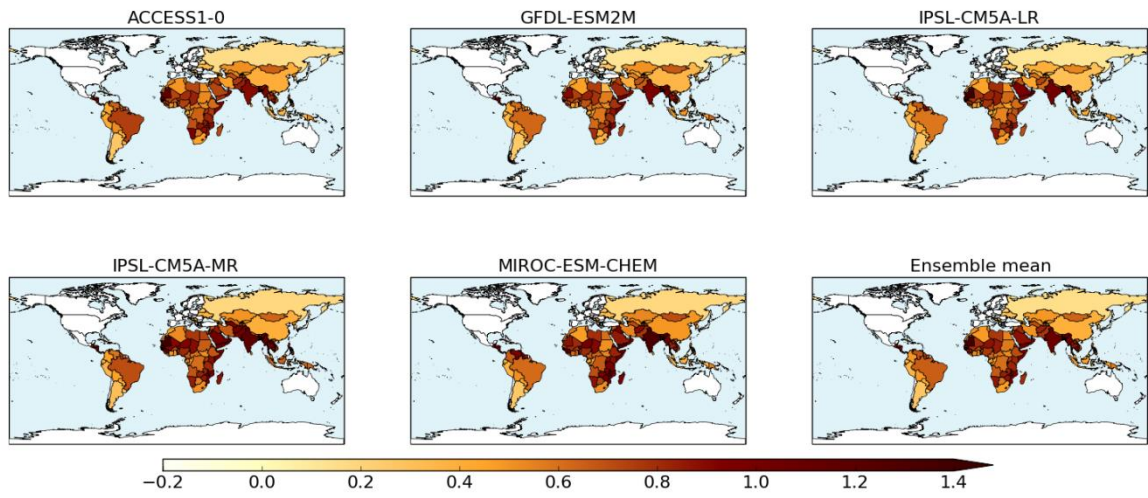 ACCESS1-0
GFDL-ESM2M
IPSL-CM5A-LR
IPSL-CM5A-MR
MIROC-ESM-CHEM
Ensemble mean
−0.2 0.0 0.2 0.4 0.6 0.8 1.0 1.2 1.4